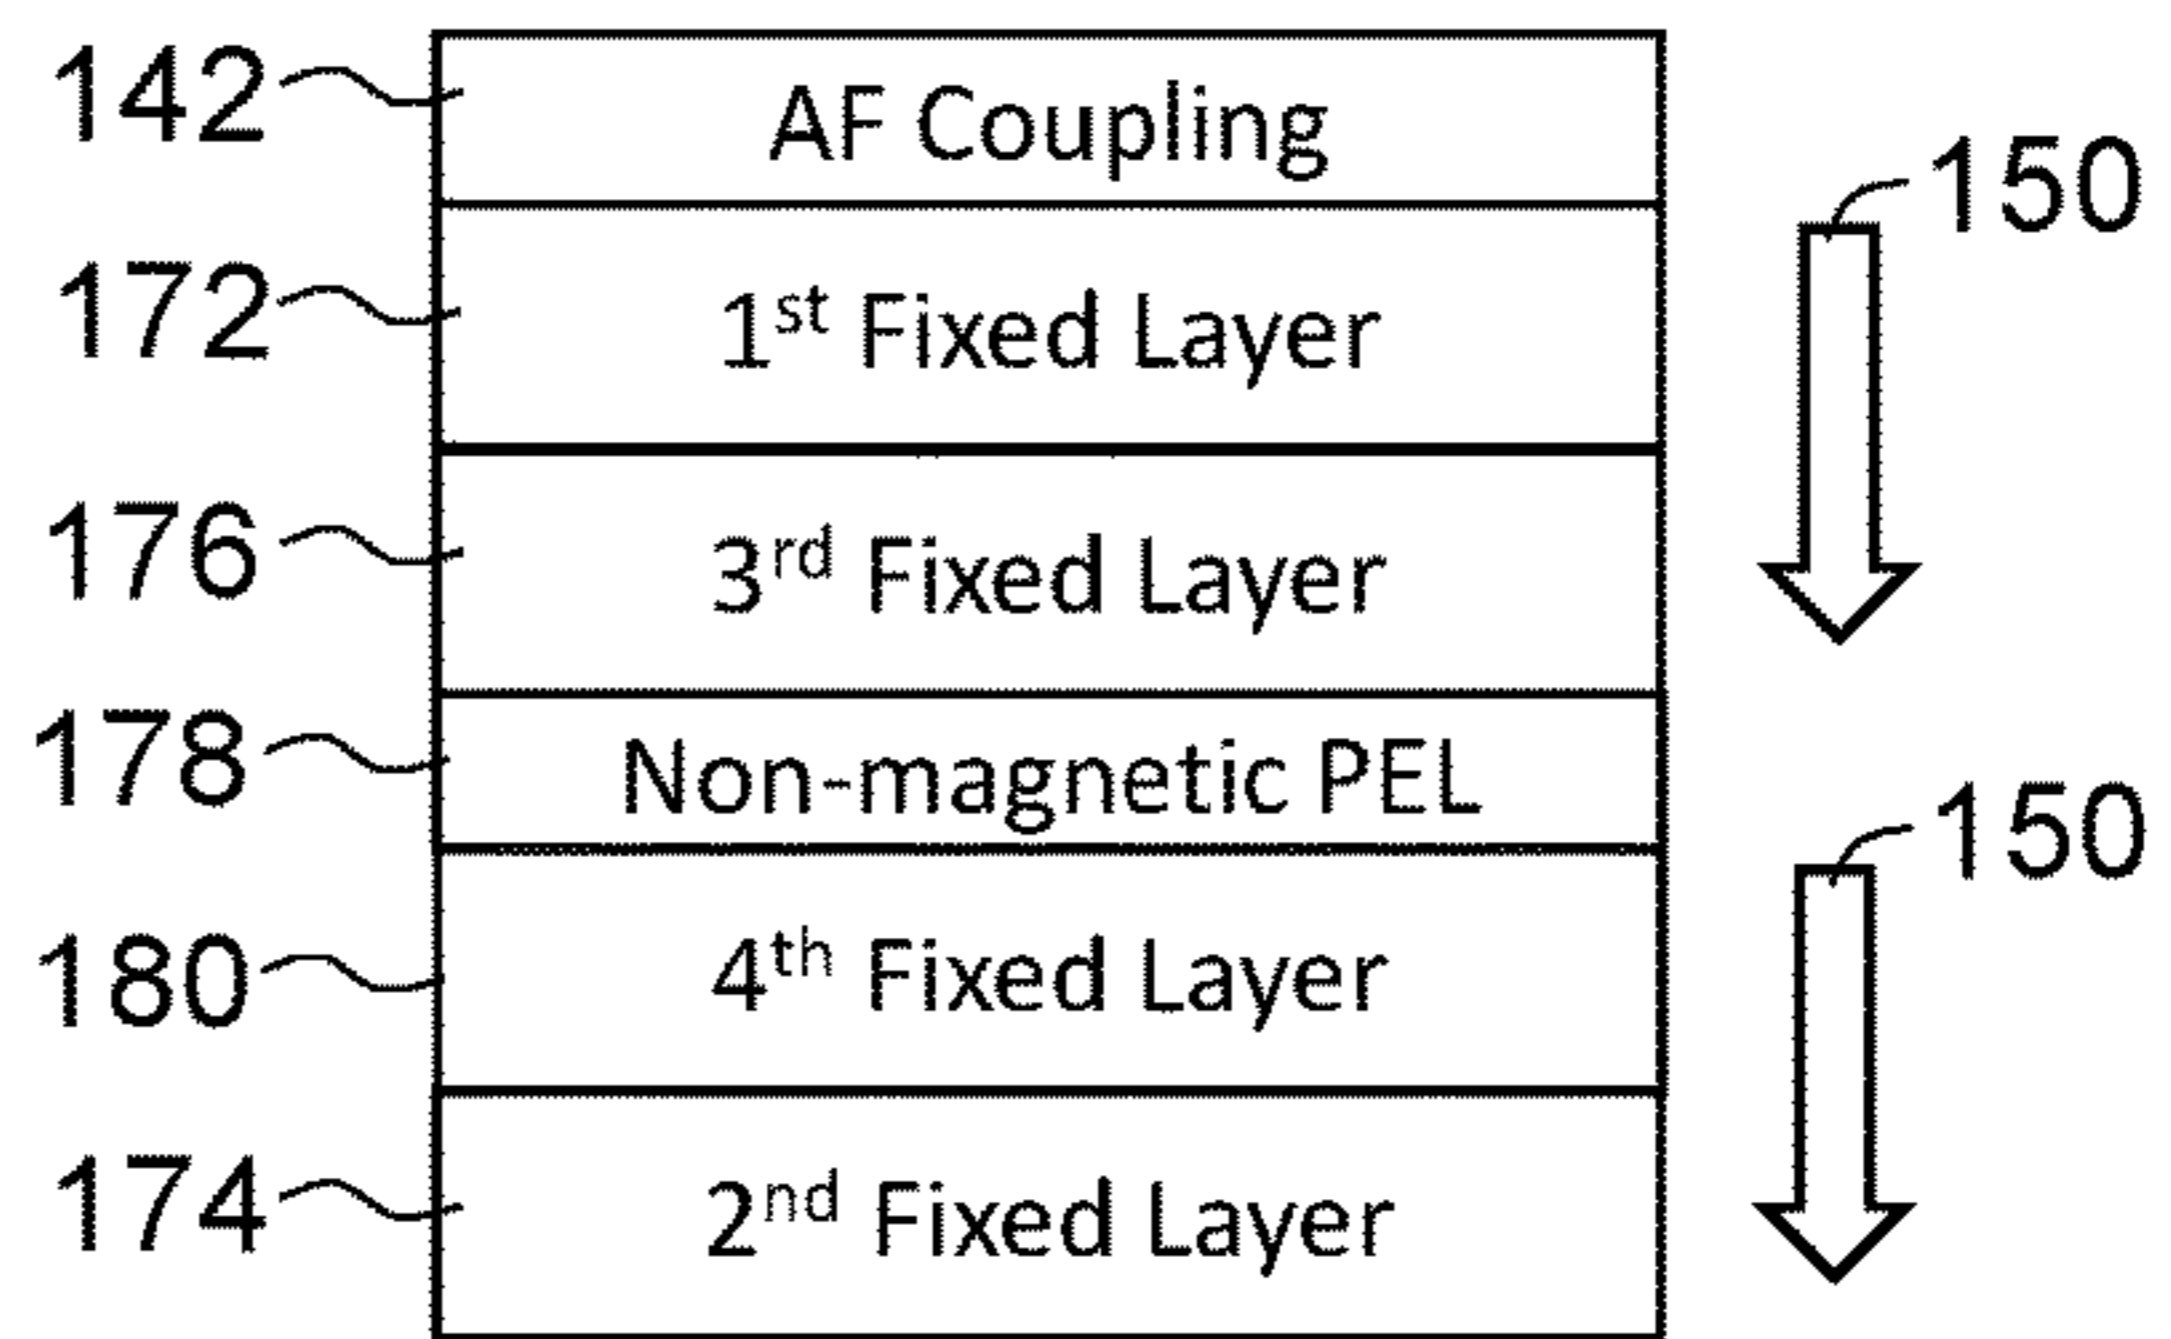 142 AF Coupling
150
172 1st Fixed Layer
176 3rd Fixed Layer
178 Non-magnetic PEL
150
180 4th Fixed Layer
174 2nd Fixed Layer